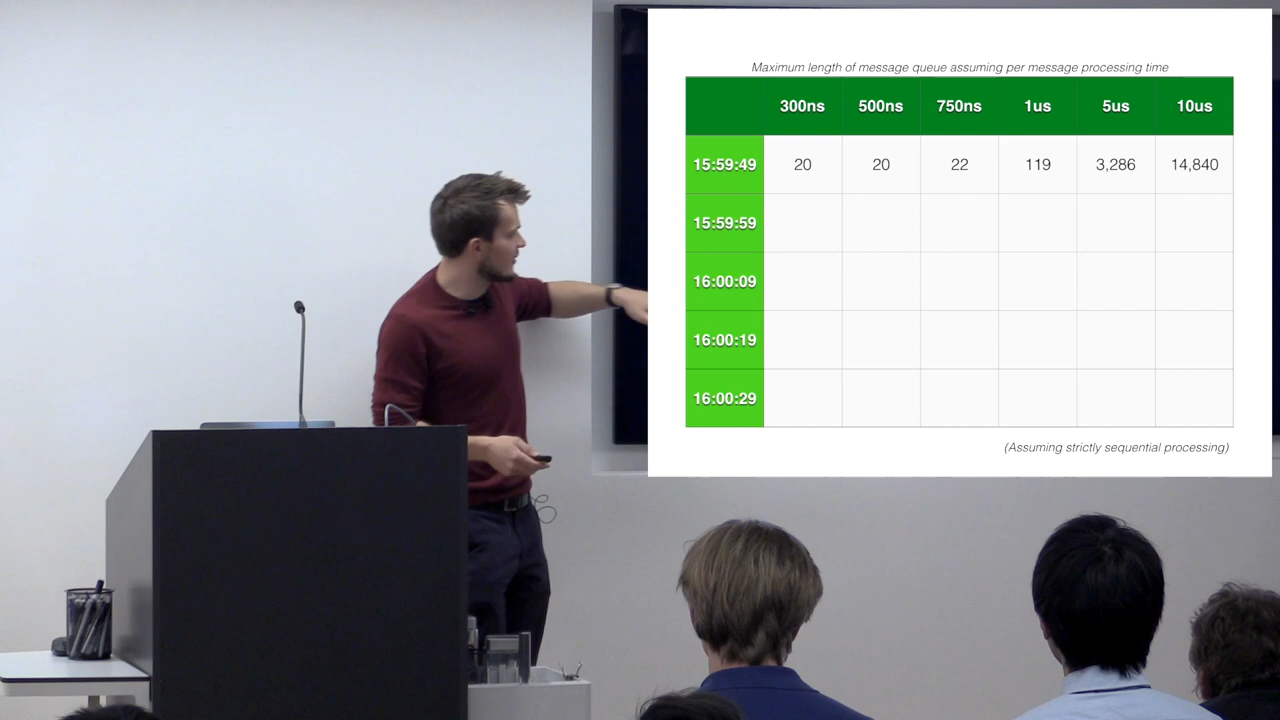 Maximum length of message queue assuming per message processing time
300ns 500ns 750ns 1us 5us 10us
15:59:49 20 20 22 119 3,286 14,840
15:59:59
16:00:09
16:00:19
16:00:29
(Assuming strictly sequential processing)